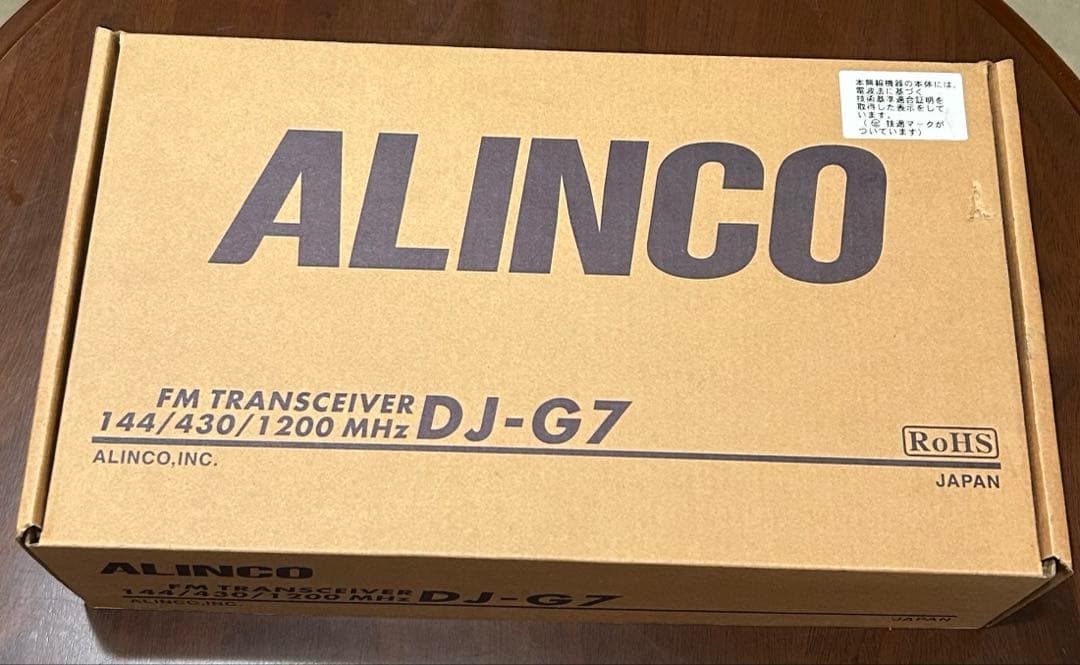 本無線機器の本体には、
電波法に基づく
技術基準適合証明を
取得した表示をして
います。
（ 技適マークが
ついています）
ALINCO
FM TRANSCEIVER
144/430/1200 MHz DJ-G7
RoHS
ALINCO,INC.
JAPAN
ALINCO
FM TRANSCEIVER
144/430/1200 MHz DJ-G7
ALINCO,INC.
JAPAN